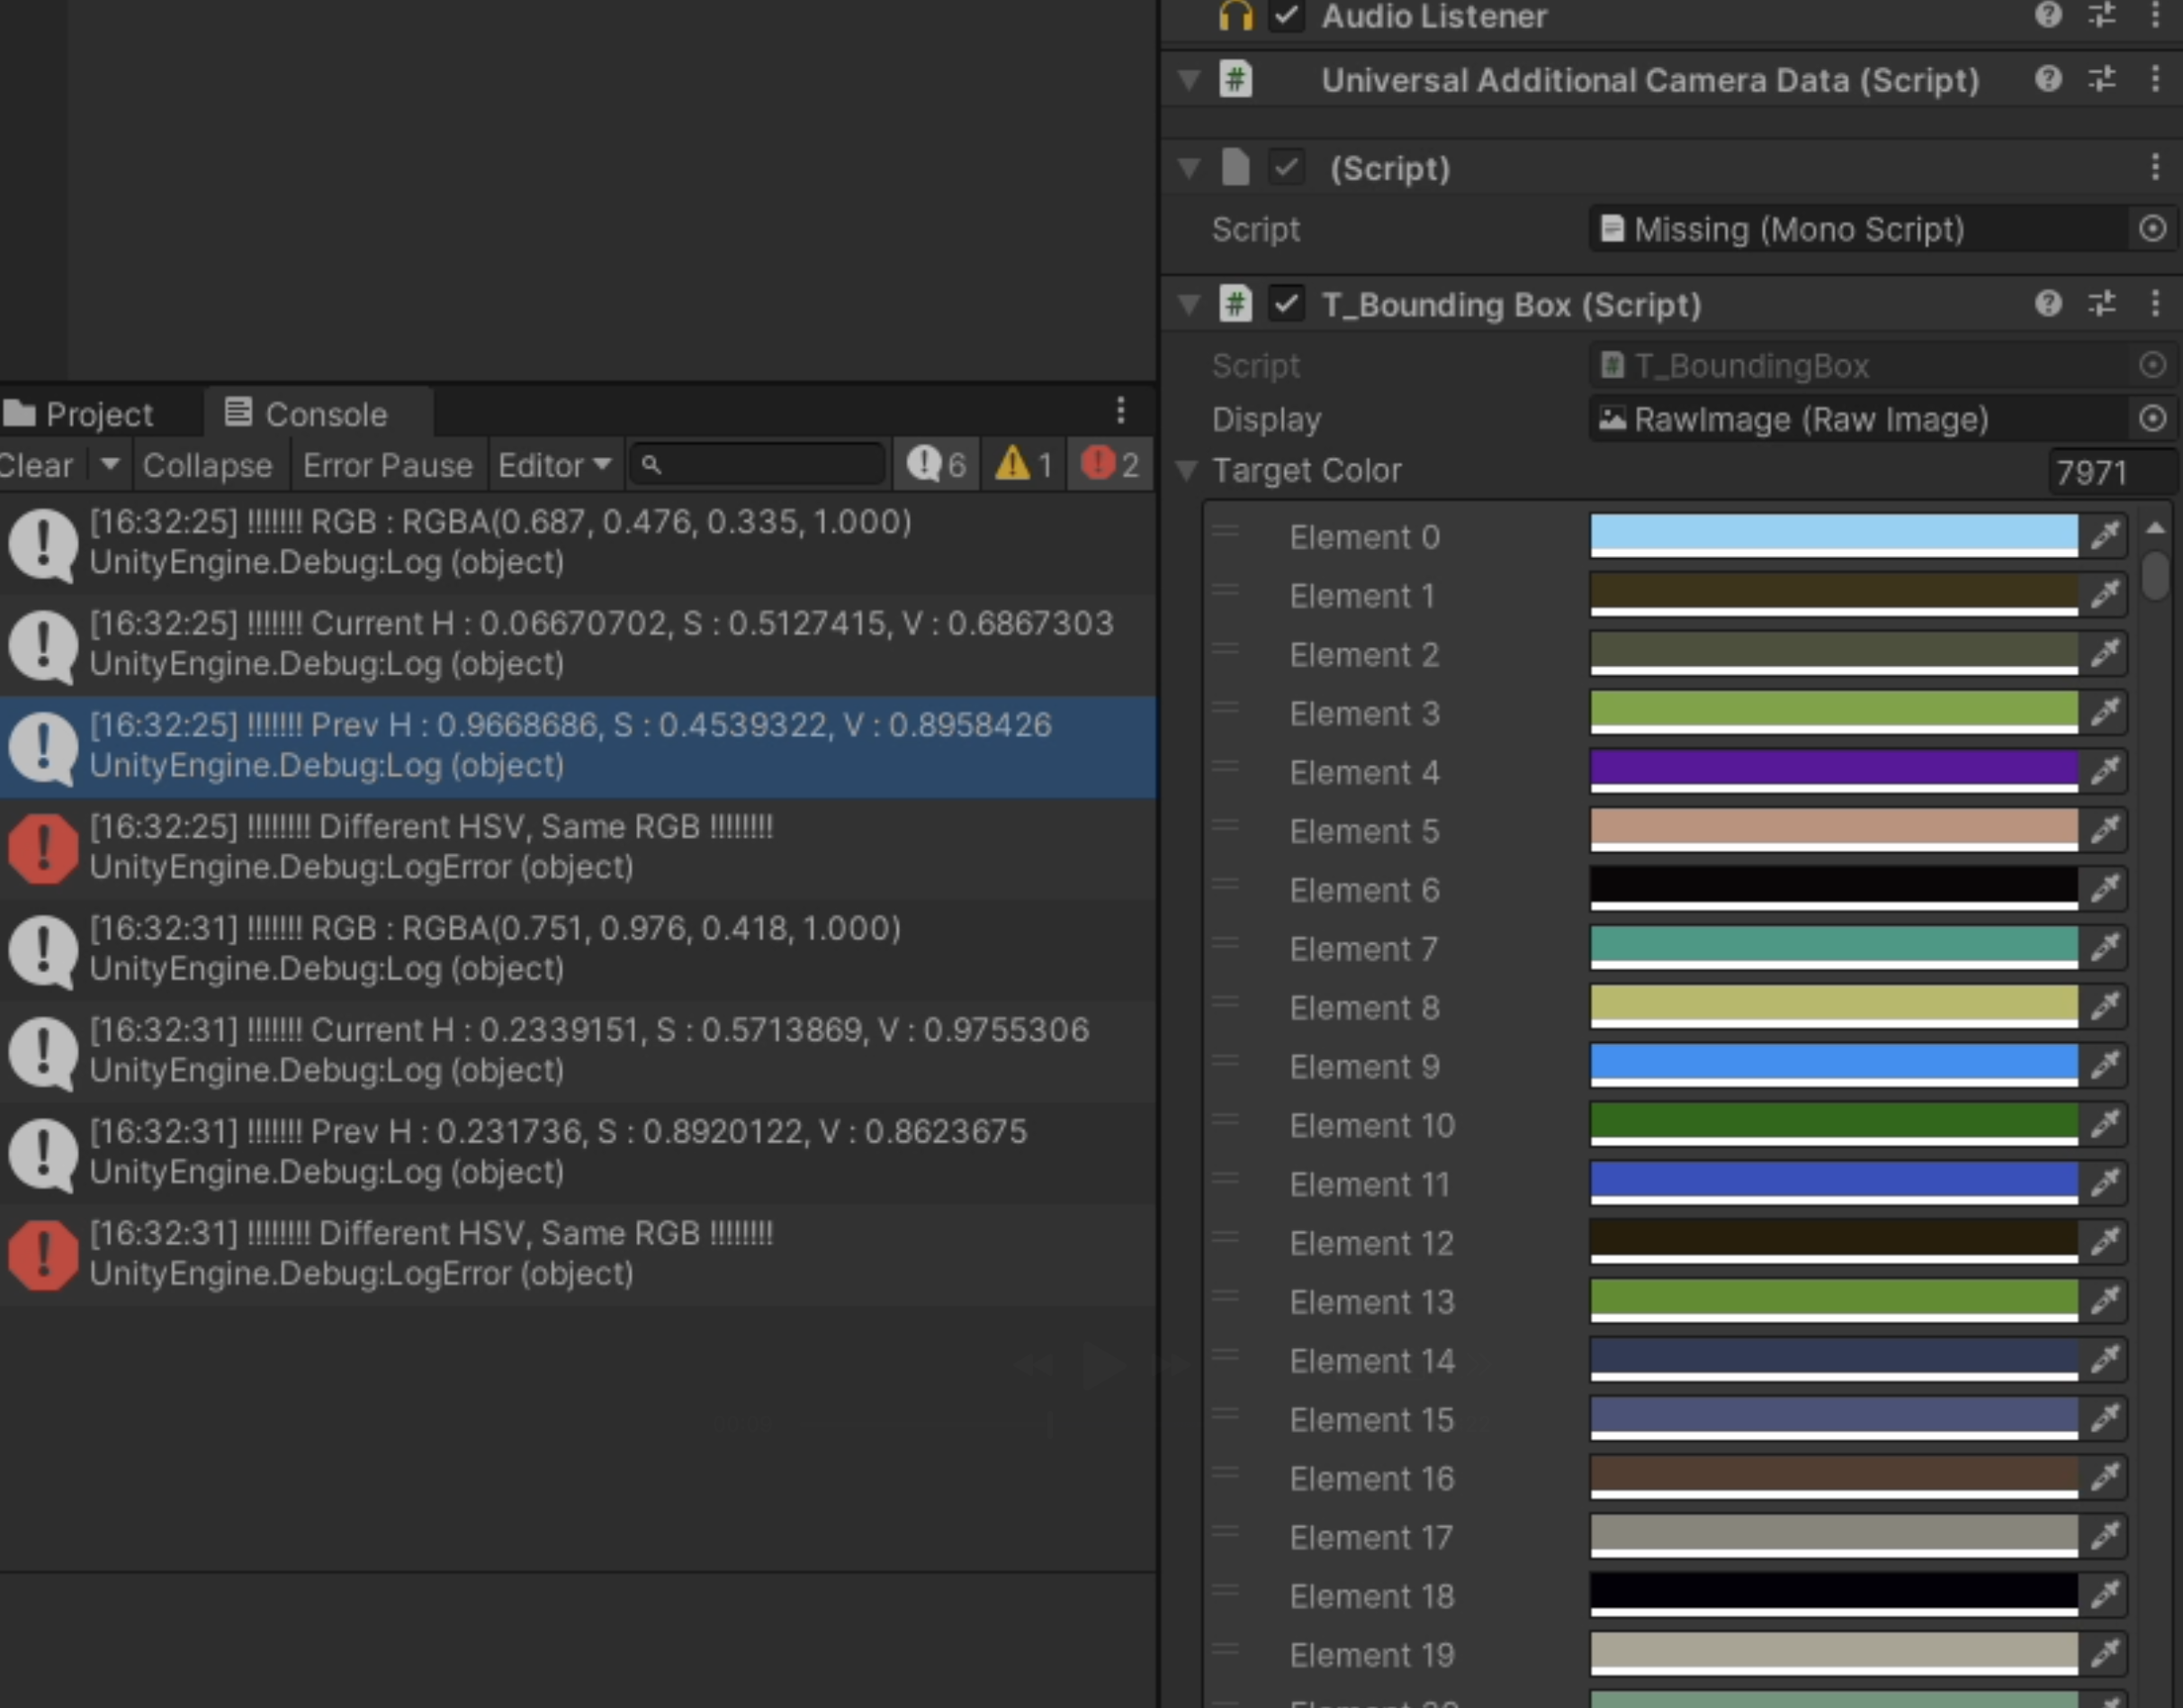 Audio Listener
Universal Additional Camera Data (Script)
(Script)
Script Missing (Mono Script)
T_Bounding Box (Script)
Script T_BoundingBox
Display RawImage (Raw Image)
Target Color 7971
Element 0
Element 1
Element 2
Element 3
Element 4
Element 5
Element 6
Element 7
Element 8
Element 9
Element 10
Element 11
Element 12
Element 13
Element 14
Element 15
Element 16
Element 17
Element 18
Element 19
Project Console
Clear Collapse Error Pause Editor 6 1 2
[16:32:25] !!!!!!! RGB : RGBA(0.687, 0.476, 0.335, 1.000)
UnityEngine.Debug:Log (object)
[16:32:25] !!!!!!! Current H : 0.06670702, S : 0.5127415, V : 0.6867303
UnityEngine.Debug:Log (object)
[16:32:25] !!!!!!! Prev H : 0.9668686, S : 0.4539322, V : 0.8958426
UnityEngine.Debug:Log (object)
[16:32:25] !!!!!!!! Different HSV, Same RGB !!!!!!!!
UnityEngine.Debug:LogError (object)
[16:32:31] !!!!!!! RGB : RGBA(0.751, 0.976, 0.418, 1.000)
UnityEngine.Debug:Log (object)
[16:32:31] !!!!!!! Current H : 0.2339151, S : 0.5713869, V : 0.9755306
UnityEngine.Debug:Log (object)
[16:32:31] !!!!!!! Prev H : 0.231736, S : 0.8920122, V : 0.8623675
UnityEngine.Debug:Log (object)
[16:32:31] !!!!!!!! Different HSV, Same RGB !!!!!!!!
UnityEngine.Debug:LogError (object)